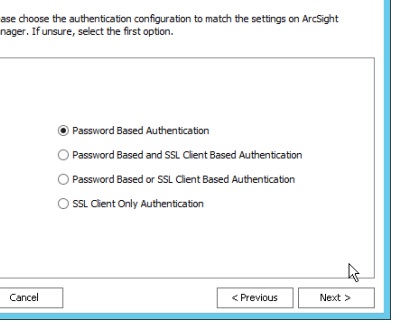 ase choose the authentication configuration to match the settings on ArcSight
nager. If unsure, select the first option.
Password Based Authentication
Password Based and SSL Client Based Authentication
Password Based or SSL Client Based Authentication
SSL Client Only Authentication
Cancel
< Previous
Next >